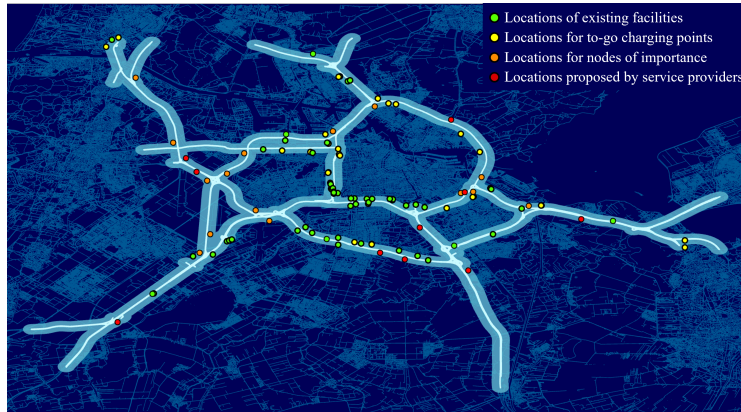 Locations of existing facilities
Locations for to-go charging points
Locations for nodes of importance
Locations proposed by service providers